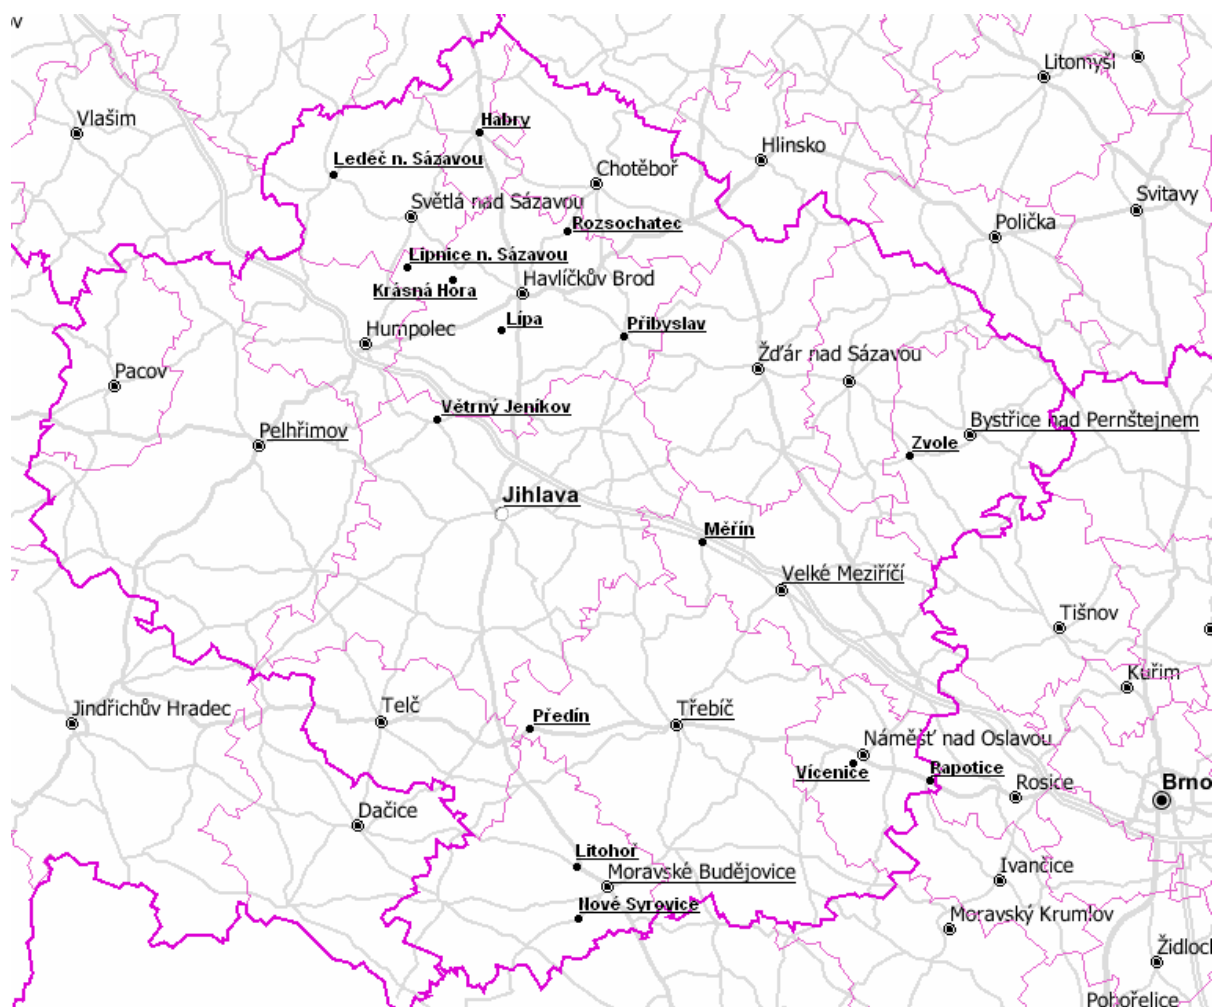 ov
Litomyšl
Vlašim
Habry
Hlinsko
Ledeč n. Sázavou
Chotěboř
Svitavy
Světlá nad Sázavou
Rozsochatec
Polička
Lipnice n. Sázavou
Krásná Hora
Havlíčkův Brod
Lípa
Přibyslav
Humpolec
Žďár nad Sázavou
Pacov
Větrný Jeníkov
Bystřice nad Pernštejnem
Pelhřimov
Zvole
Jihlava
Měřín
Velké Meziříčí
Tišnov
Kuřim
Jindřichův Hradec
Telč
Předín
Třebíč
Náměšť nad Oslavou
Vícenice
Rapotice
Rosice
Brno
Dačice
Litohoř
Moravské Budějovice
Ivančice
Nové Syrovice
Moravský Krumlov
Židloch
Pohořelice